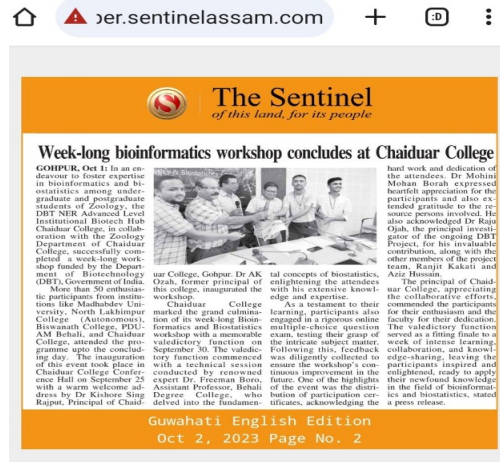 per.sentinelassam.com
:D
The Sentinel
of this land, for its people
Week-long bioinformatics workshop concludes at Chaiduar College
GOHPUR, Oct 1: In an en-
deavor to foster expertise
in bioinformatics and bi-
ostatistics among under-
graduate and postgraduate
students of Zoology, the
DBT NER Advanced Level
Institutional Biotech Hub
Chaiduar College, in collab-
oration with the Zoology
Department of Chaiduar
College, successfully com-
pleted a week-long work-
shop funded by the Depart-
ment of Biotechnology
(DBT), Government of India.
More than 50 enthusias-
tic participants from institu-
tions like Madhabdev Uni-
versity, North Lakhimpur
College (Autonomous),
Biswanath College, PDU-
AM Behali, and Chaiduar
College, attended the pro-
gramme upto the conclud-
ing day. The inauguration
of this event took place in
Chaiduar College Confer-
ence Hall on September 25
with a warm welcome ad-
dress by Dr Kishore Sing
Rajput, Principal of Chaid-
uar College, Gohpur. Dr AK
Ozah, former principal of
this college, inaugurated the
workshop.
Chaiduar College
marked the grand culmina-
tion of its week-long Bioin-
formatics and Biostatistics
workshop with a memorable
valedictory function on
September 30. The valedic-
tory function commenced
with a technical session
conducted by renowned
expert Dr. Freeman Boro,
Assistant Professor, Behali
Degree College, who
delved into the fundamen-
tal concepts of biostatistics,
enlightening the attendees
with his extensive knowl-
edge and expertise.
As a testament to their
learning, participants also
engaged in a rigorous online
multiple-choice question
exam, testing their grasp of
the intricate subject matter.
Following this, feedback
was diligently collected to
ensure the workshop's con-
tinuous improvement in the
future. One of the highlights
of the event was the distri-
bution of participation cer-
tificates, acknowledging the
hard work and dedication of
the attendees. Dr Mohini
Mohan Borah expressed
heartfelt appreciation for the
participants and also ex-
tended gratitude to the re-
source persons involved. He
also acknowledged Dr Raju
Ojah, the principal investi-
gator of the ongoing DBT
Project, for his invaluable
contribution, along with the
other members of the project
team, Ranjit Kakati and
Aziz Hussain.
The principal of Chaid-
uar College, appreciating
the collaborative efforts,
commended the participants
for their enthusiasm and the
faculty for their dedication.
The valedictory function
served as a fitting finale to a
week of intense learning,
collaboration, and knowl-
edge-sharing, leaving the
participants inspired and
enlightened, ready to apply
their newfound knowledge
in the field of bioinformat-
ics and biostatistics, stated
a press release.
Guwahati English Edition
Oct 2, 2023 Page No. 2